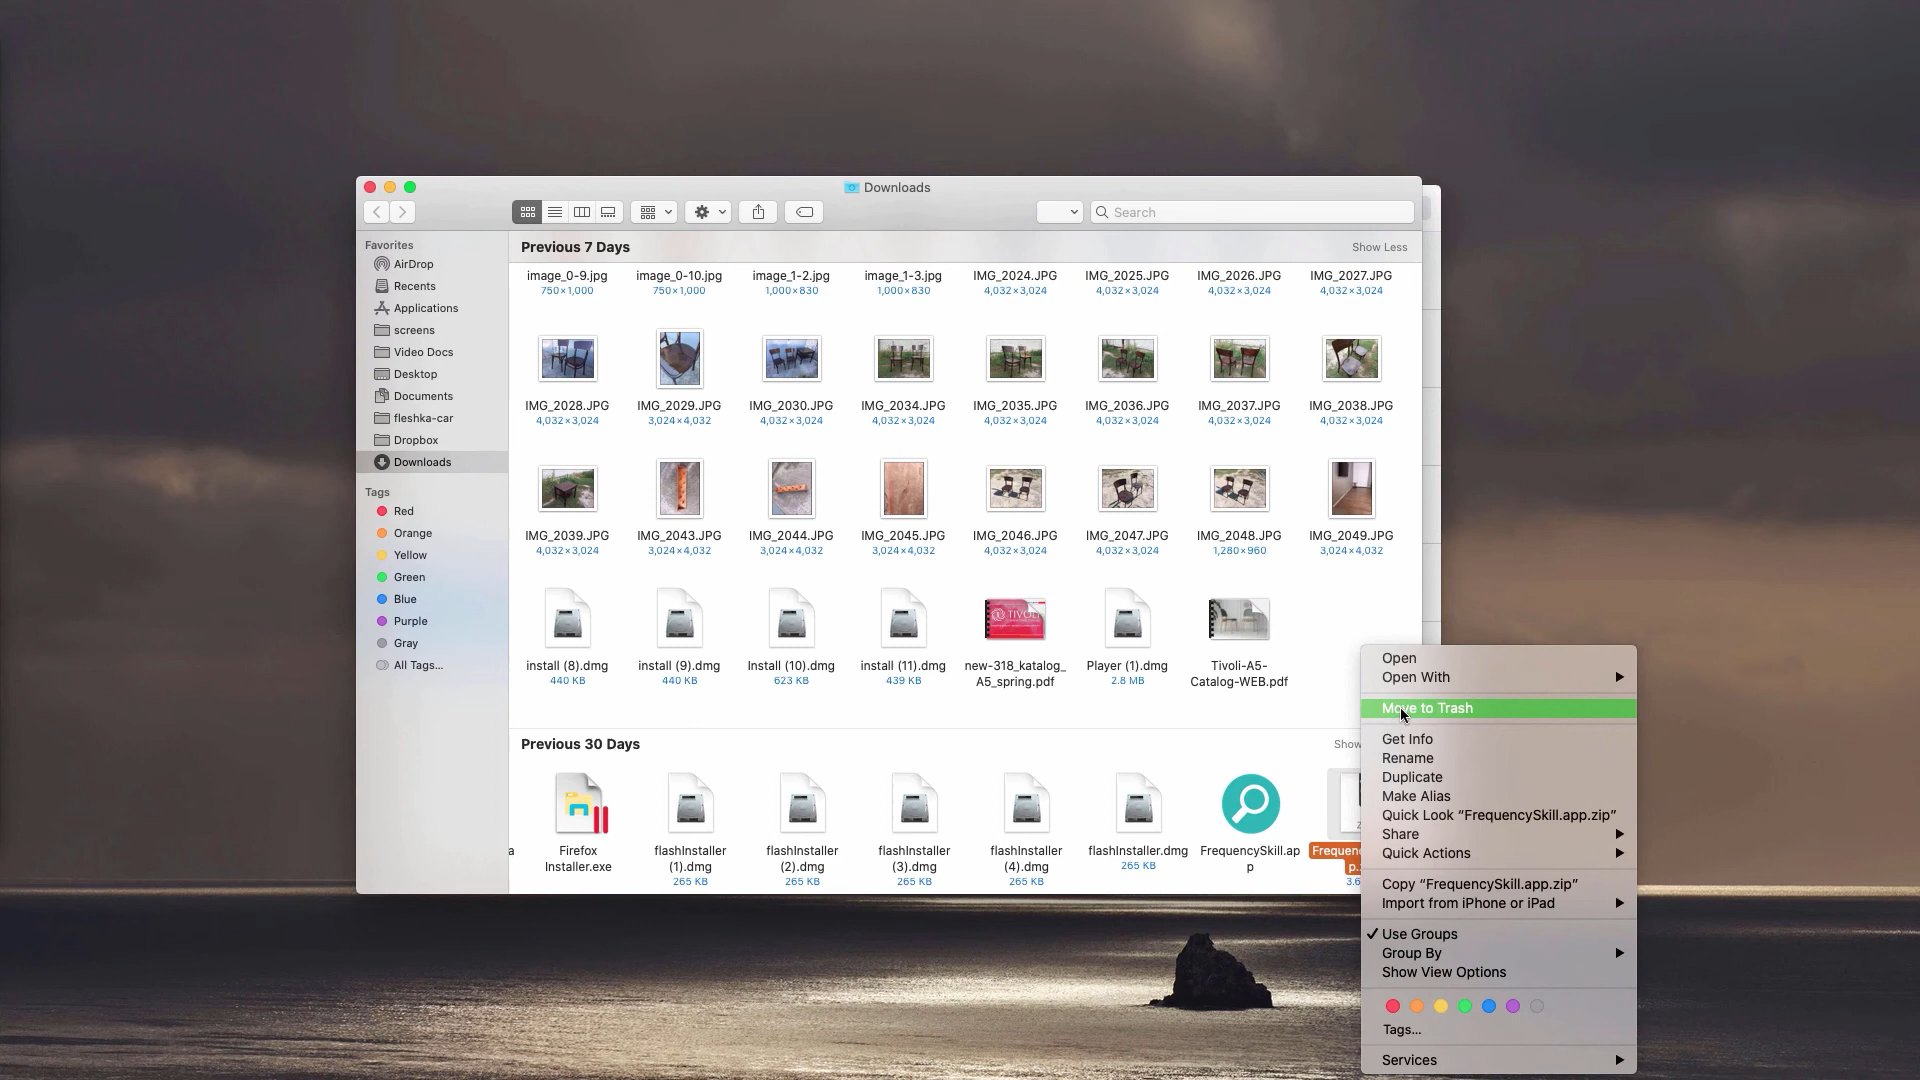 Downloads
Search
Favorites
AirDrop
Recents
Applications
screens
Video Docs
Desktop
Documents
fleshka-car
Dropbox
Downloads
Tags
Red
Orange
Yellow
Green
Blue
Purple
Gray
All Tags...
Previous 7 Days
Show Less
image_0-9.jpg
750×1,000
image_0-10.jpg
750×1,000
image_1-2.jpg
1,000×830
image_1-3.jpg
1,000×830
IMG_2024.JPG
4,032×3,024
IMG_2025.JPG
4,032×3,024
IMG_2026.JPG
4,032×3,024
IMG_2027.JPG
4,032×3,024
IMG_2028.JPG
4,032×3,024
IMG_2029.JPG
3,024×4,032
IMG_2030.JPG
4,032×3,024
IMG_2034.JPG
4,032×3,024
IMG_2035.JPG
4,032×3,024
IMG_2036.JPG
4,032×3,024
IMG_2037.JPG
4,032×3,024
IMG_2038.JPG
4,032×3,024
IMG_2039.JPG
4,032×3,024
IMG_2043.JPG
3,024×4,032
IMG_2044.JPG
3,024×4,032
IMG_2045.JPG
3,024×4,032
IMG_2046.JPG
4,032×3,024
IMG_2047.JPG
4,032×3,024
IMG_2048.JPG
1,280×960
IMG_2049.JPG
3,024×4,032
TIVOLI
install (8).dmg
440 KB
install (9).dmg
440 KB
Install (10).dmg
623 KB
install (11).dmg
439 KB
new-318_katalog_
A5_spring.pdf
Player (1).dmg
2.8 MB
Tivoli-A5-
Catalog-WEB.pdf
Previous 30 Days
Show
a
Firefox
Installer.exe
flashInstaller
(1).dmg
265 KB
flashInstaller
(2).dmg
265 KB
flashInstaller
(3).dmg
265 KB
flashInstaller
(4).dmg
265 KB
flashInstaller.dmg
265 KB
FrequencySkill.ap
p
Frequen
p.
3.6
Open
Open With
Move to Trash
Get Info
Rename
Duplicate
Make Alias
Quick Look “FrequencySkill.app.zip”
Share
Quick Actions
Copy “FrequencySkill.app.zip”
Import from iPhone or iPad
Use Groups
Group By
Show View Options
Tags...
Services